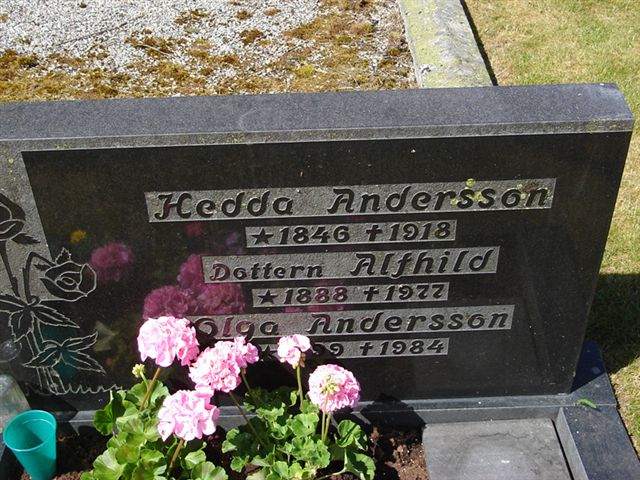 Hedda Andersson
★1846 ✝1918
Dottern Alfhild
★1888 ✝1977
Olga Andersson
✝1984